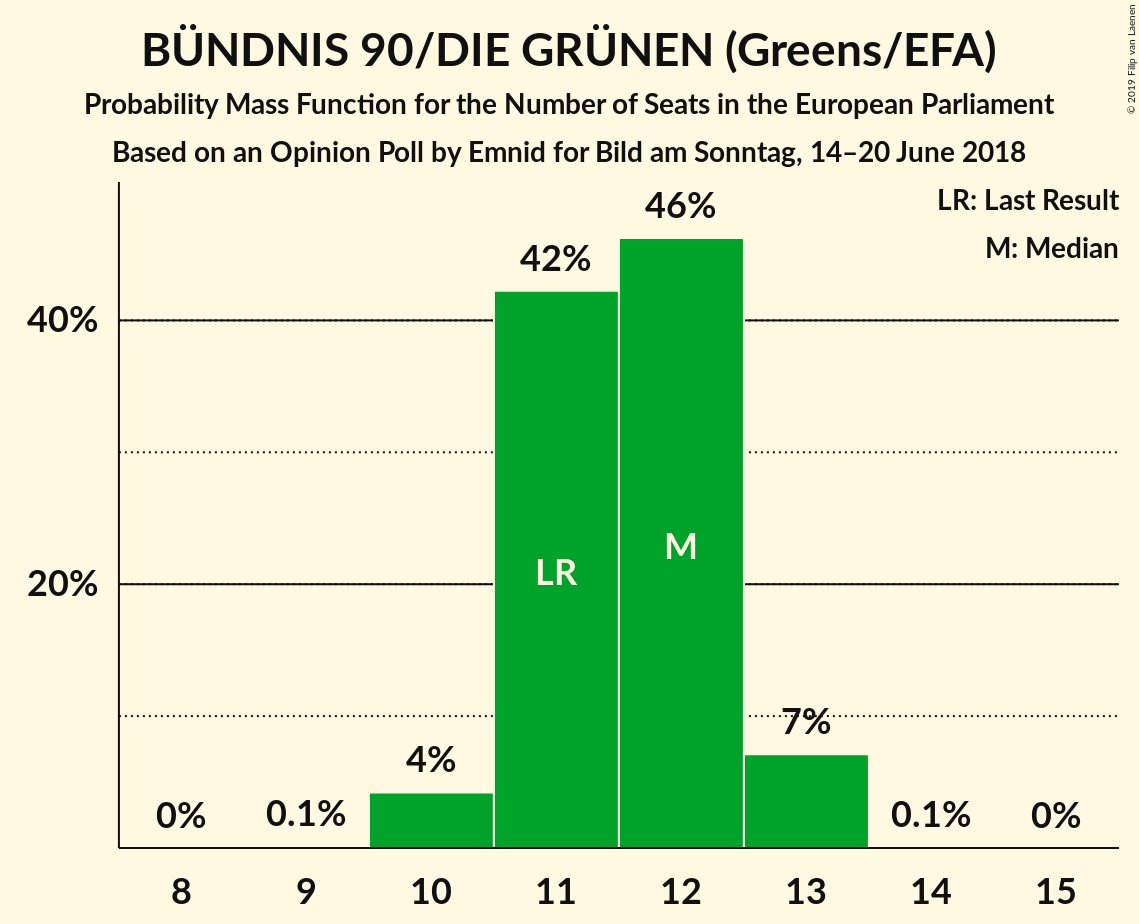 BÜNDNIS 90/DIE GRÜNEN (Greens/EFA)
Probability Mass Function for the Number of Seats in the European Parliament
Based on an Opinion Poll by Emnid for Bild am Sonntag, 14–20 June 2018
© 2019 Filip van Laenen
LR: Last Result
M: Median
46%
42%
40%
M
LR
20%
7%
4%
0%
0.1%
0.1%
0%
8 9 10 11 12 13 14 15